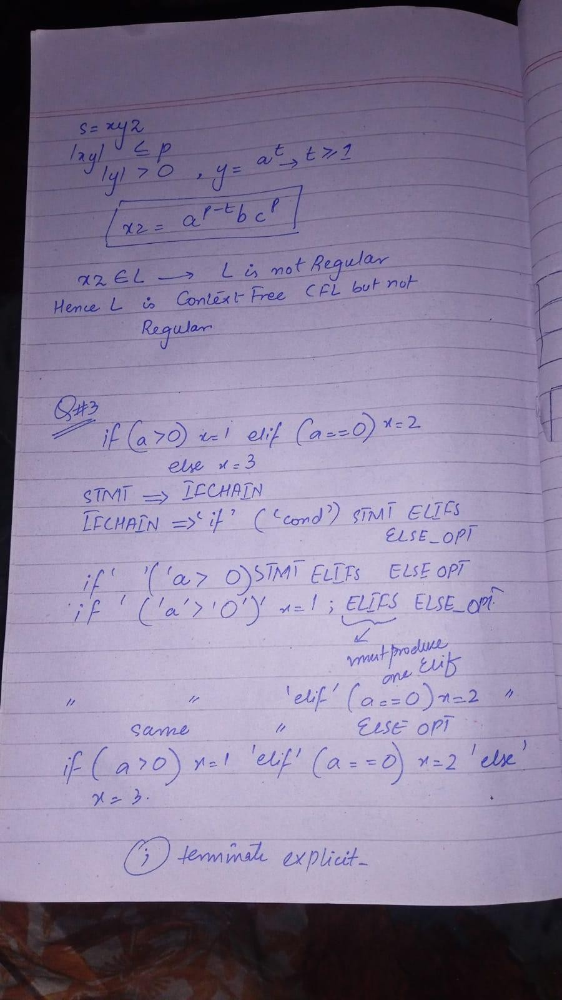 s = xyz
|xy| ≤ p
|y| > 0 , y = a^t → t ≥ 1
xz = a^{p-t} b c^p
xz ∈ L → L is not Regular
Hence L is Context Free CFL but not
Regular
Q#3
if (a>0) x=1 elif (a==0) x=2
else x=3
STMT ⇒ IFCHAIN
IFCHAIN ⇒ 'if' ('cond') STMT ELIFS
ELSE_OPT
if' '('a > 0) STMT ELIFS ELSE OPT
'if' ('a'>'0')' x=1 ; ELIFS ELSE_OPT
must produce
one Elif
" " 'elif' (a==0) x=2 "
same " ELSE OPT
if (a>0) x=1 'elif' (a==0) x=2 'else'
x=3.
(;) terminate explicit-